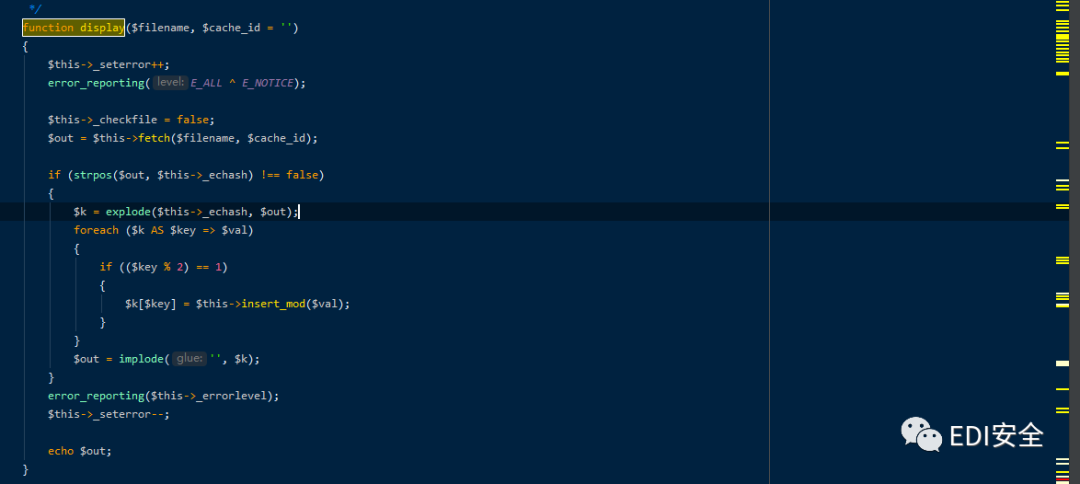 */
function display($filename, $cache_id = '')
{
    $this->_seterror++;
    error_reporting( level: E_ALL ^ E_NOTICE);

    $this->_checkfile = false;
    $out = $this->fetch($filename, $cache_id);

    if (strpos($out, $this->_echash) !== false)
    {
        $k = explode($this->_echash, $out);
        foreach ($k AS $key => $val)
        {
            if (($key % 2) == 1)
            {
                $k[$key] = $this->insert_mod($val);
            }
        }
        $out = implode( glue: '', $k);
    }
    error_reporting($this->_errorlevel);
    $this->_seterror--;

    echo $out;
}
EDI安全